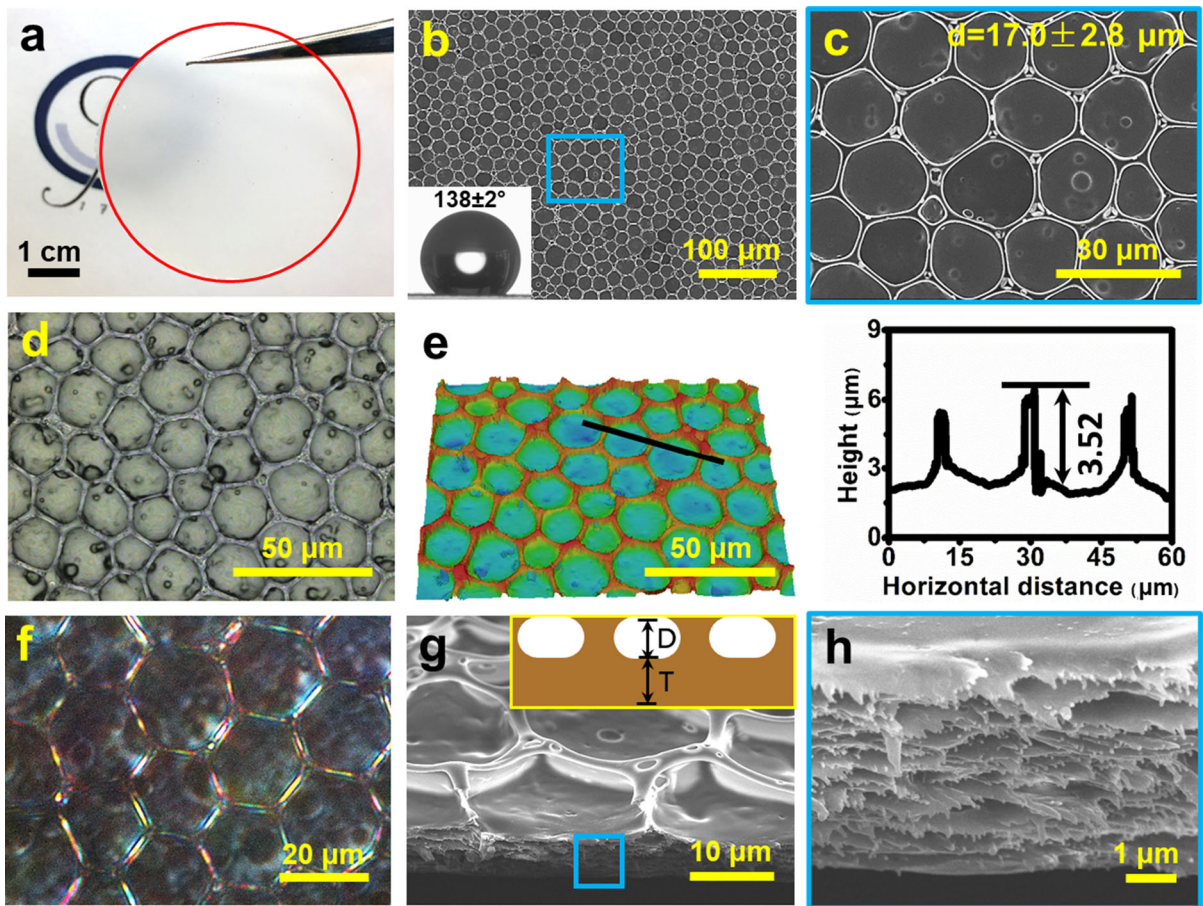 a
1 7
1 cm
b
138±2°
100 μm
c
d=17.0±2.8 μm
30 μm
d
50 μm
e
50 μm
Height (μm)
9
6
3
0
3.52
0 15 30 45 60
Horizontal distance (μm)
f
20 μm
g
D
T
10 μm
h
1 μm